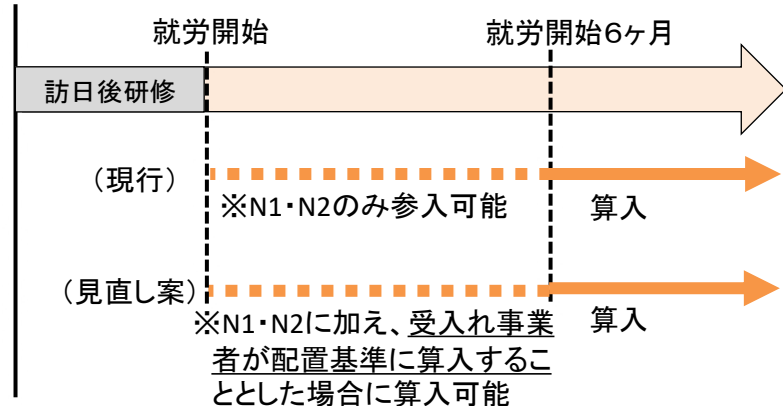 就労開始
就労開始6ヶ月
訪日後研修
(現行)
※N1・N2のみ参入可能
算入
(見直し案)
※N1・N2に加え、受入れ事業
者が配置基準に算入するこ
ととした場合に算入可能
算入